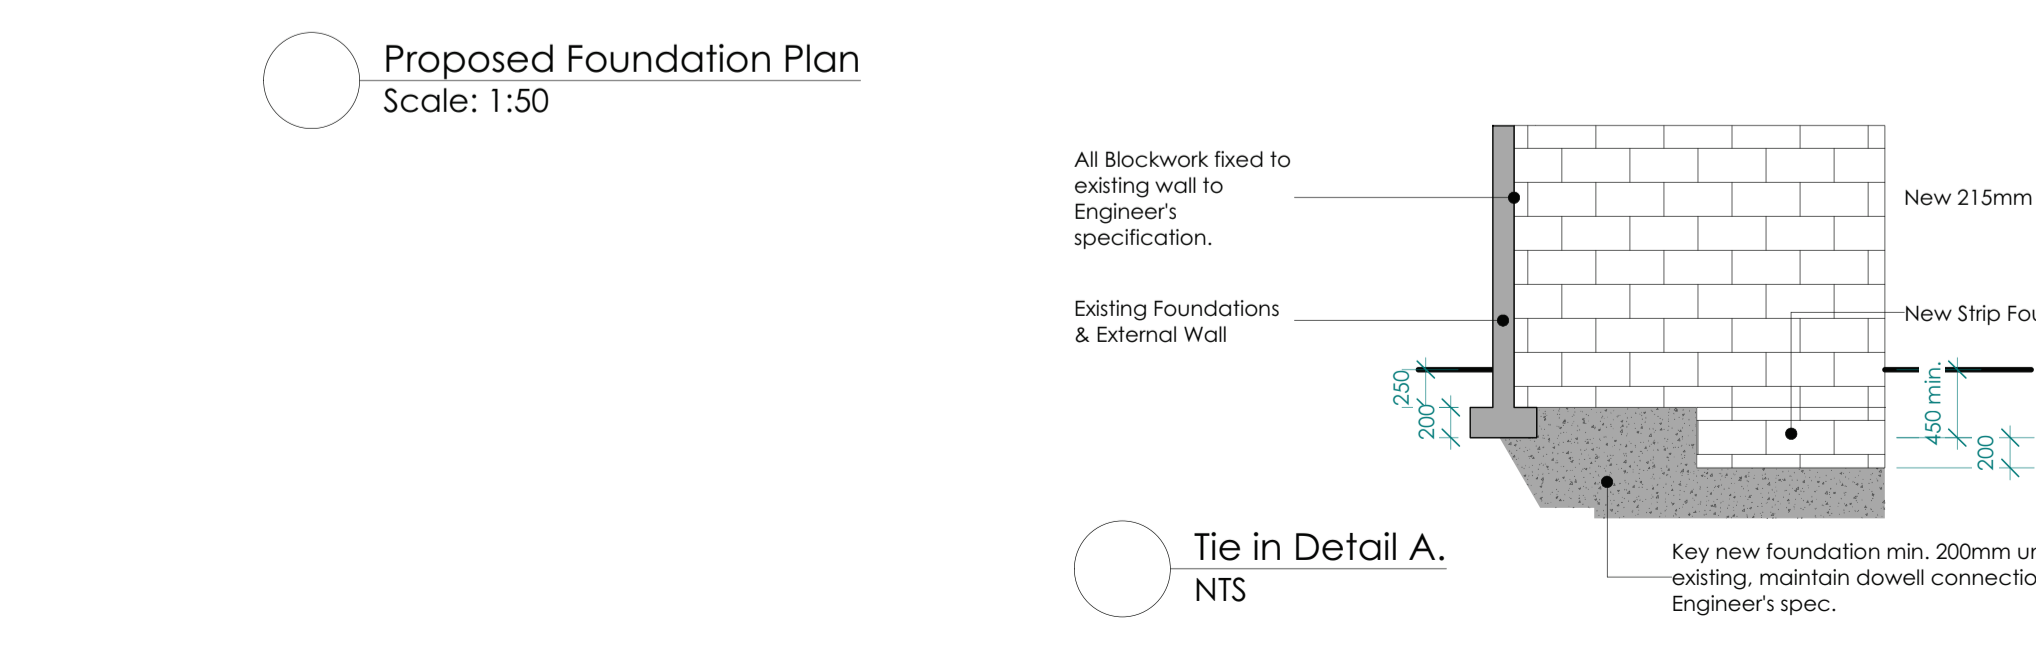 Proposed Foundation Plan
Scale: 1:50
All Blockwork fixed to
existing wall to
Engineer's
specification.
Existing Foundations
& External Wall
New 215mm
New Strip
250
200
450 min.
200
Tie in Detail A.
NTS
Key new foundation min. 200mm
existing, maintain dowell
Engineer's spec.